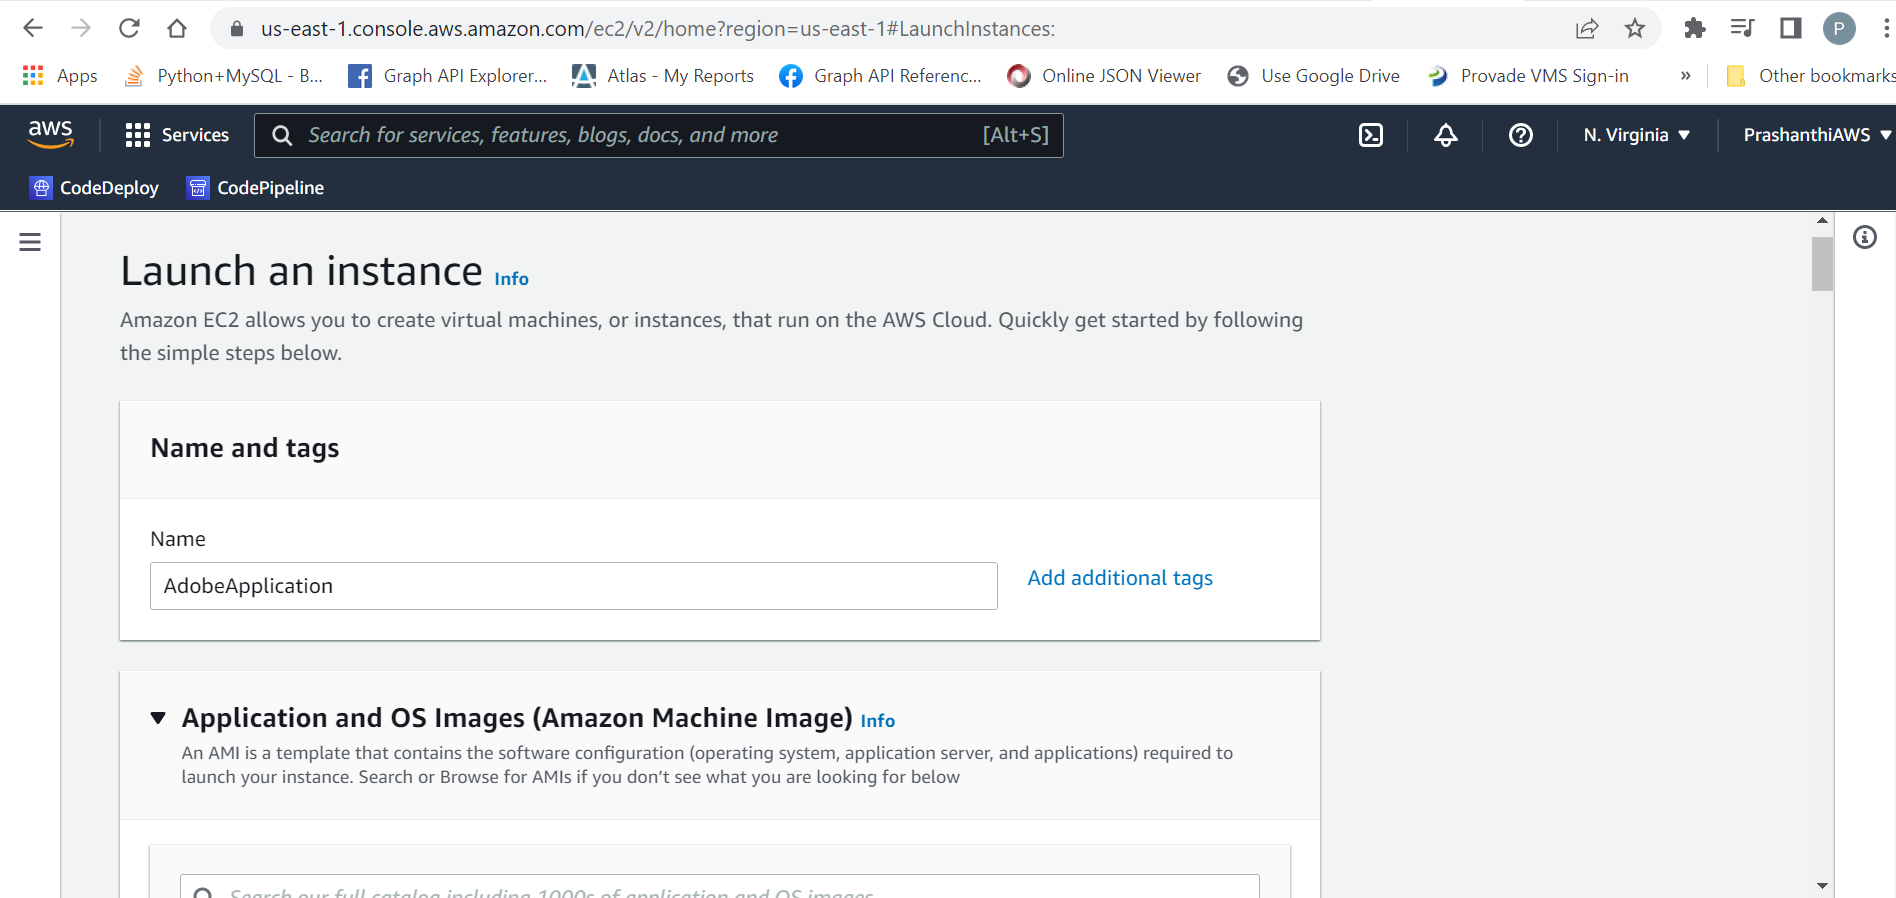 us-east-1.console.aws.amazon.com/ec2/v2/home?region=us-east-1#LaunchInstances:
P
Apps Python+MySQL - B... Graph API Explorer... Atlas - My Reports Graph API Referenc... Online JSON Viewer Use Google Drive Provade VMS Sign-in » Other bookmarks
aws Services Search for services, features, blogs, docs, and more [Alt+S] N. Virginia PrashanthiAWS
CodeDeploy CodePipeline
Launch an instance Info
Amazon EC2 allows you to create virtual machines, or instances, that run on the AWS Cloud. Quickly get started by following
the simple steps below.
Name and tags
Name
AdobeApplication
Add additional tags
Application and OS Images (Amazon Machine Image) Info
An AMI is a template that contains the software configuration (operating system, application server, and applications) required to
launch your instance. Search or Browse for AMIs if you don’t see what you are looking for below
Search our full catalog including 1000s of application and OS images